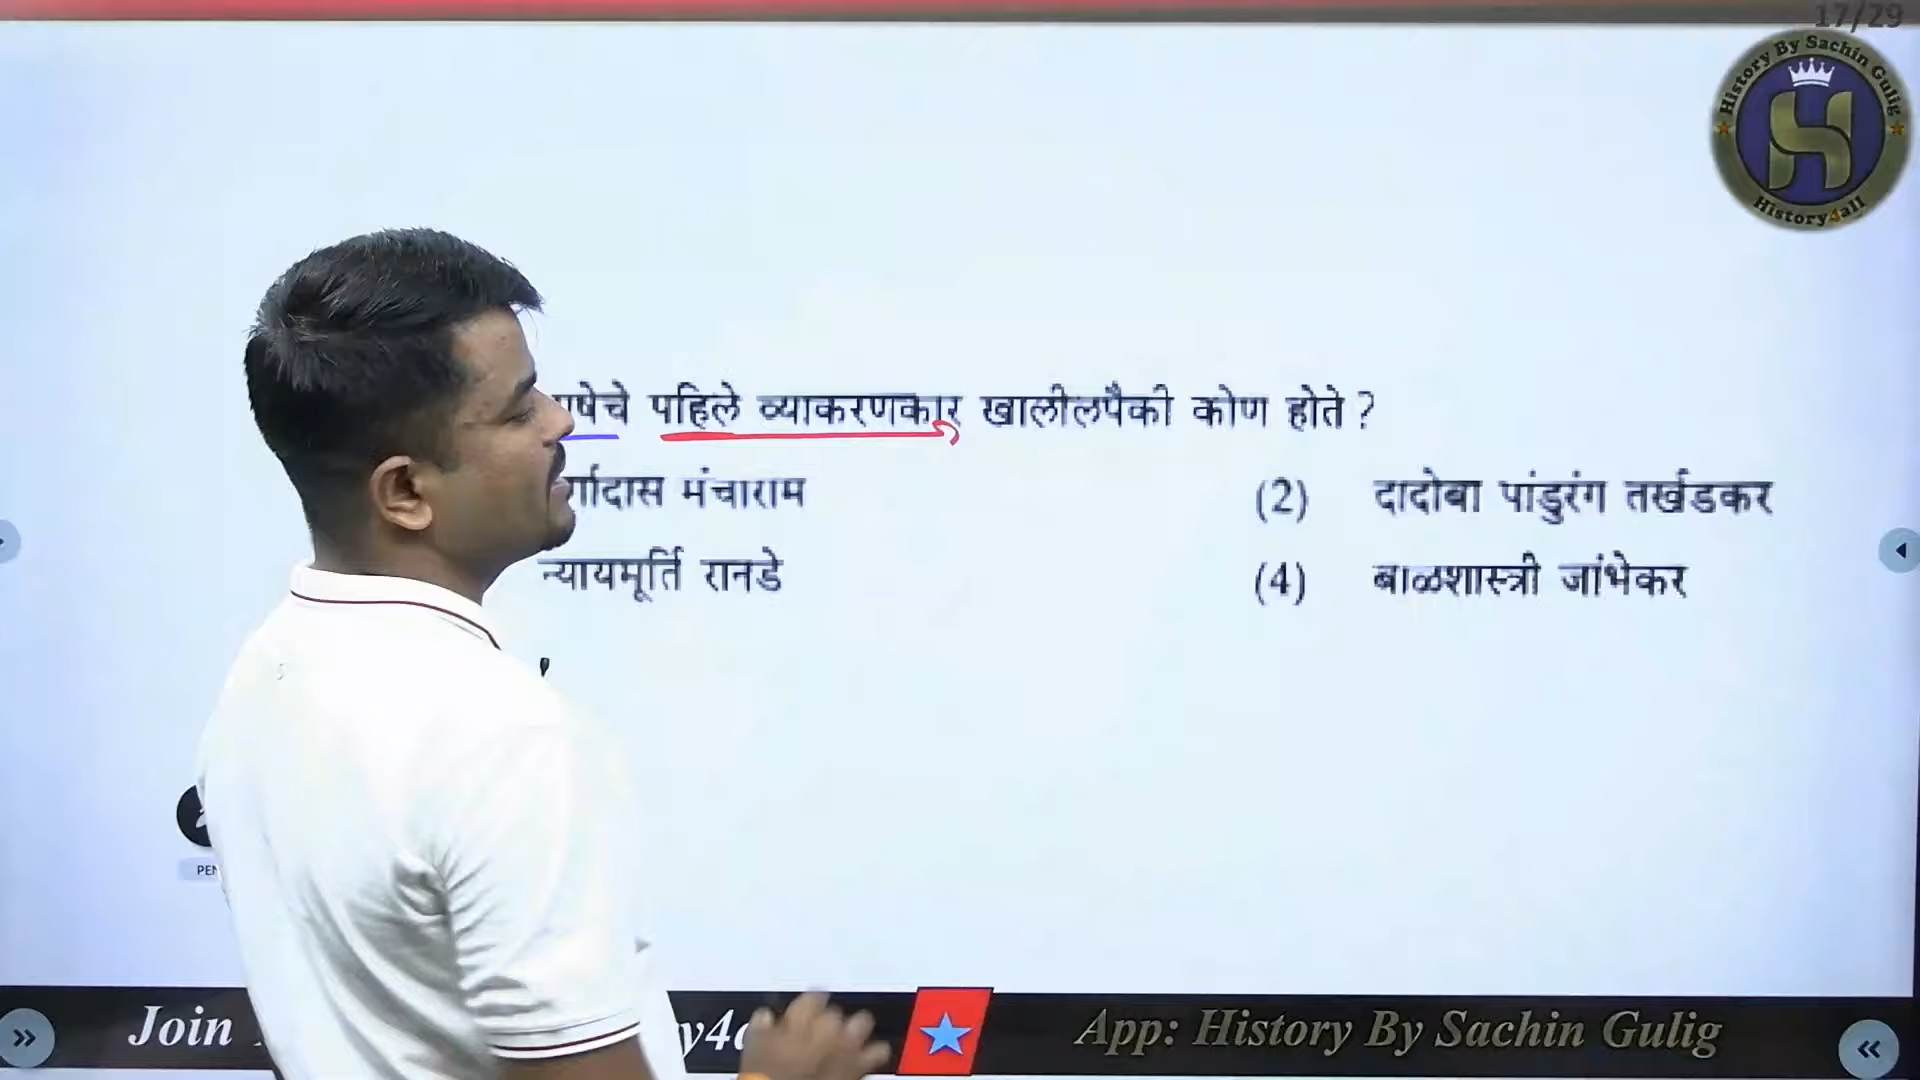 17/29
History By Sachin Gulig
History4all
पहिले व्याकरणकार खालीलपैकी कोण होते ?
मंचाराम
(2) दादोबा पांडुरंग तर्खडकर
न्यायमूर्ति रानडे
(4) बाळशास्त्री जांभेकर
Join
App: History By Sachin Gulig